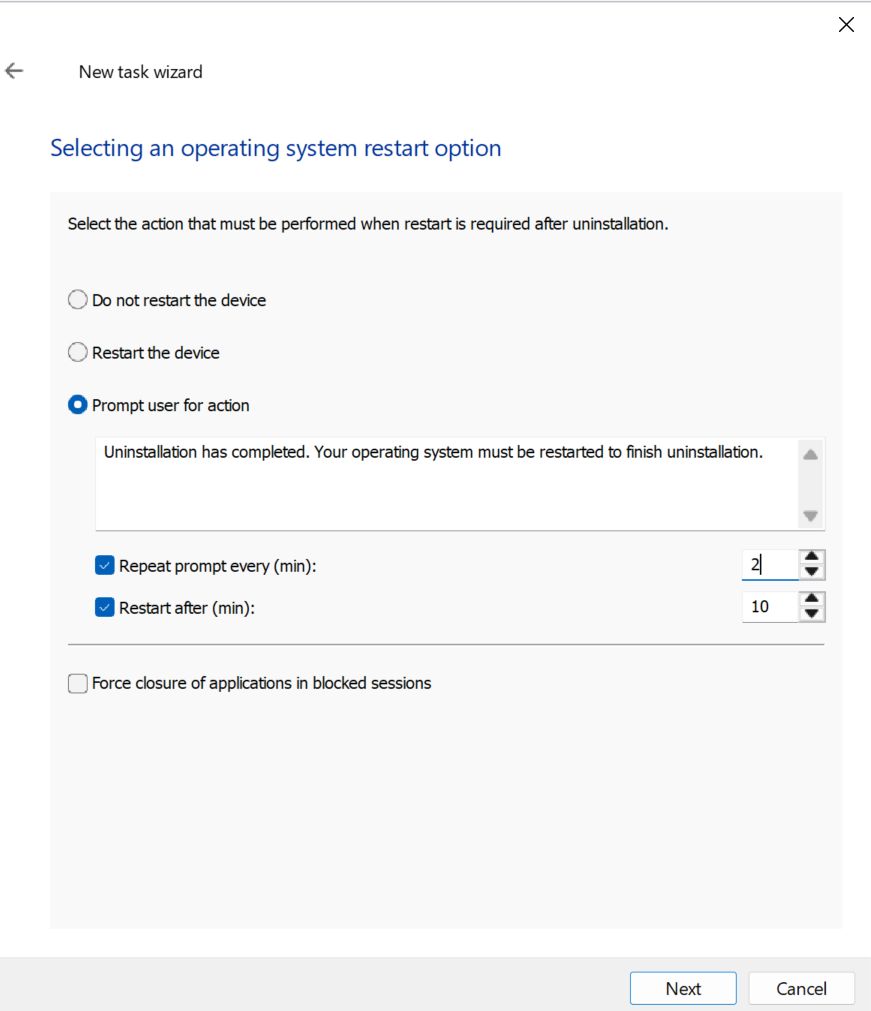 New task wizard
Selecting an operating system restart option
Select the action that must be performed when restart is required after uninstallation.
Do not restart the device
Restart the device
Prompt user for action
Uninstallation has completed. Your operating system must be restarted to finish uninstallation.
Repeat prompt every (min): 2
Restart after (min): 10
Force closure of applications in blocked sessions
Next Cancel